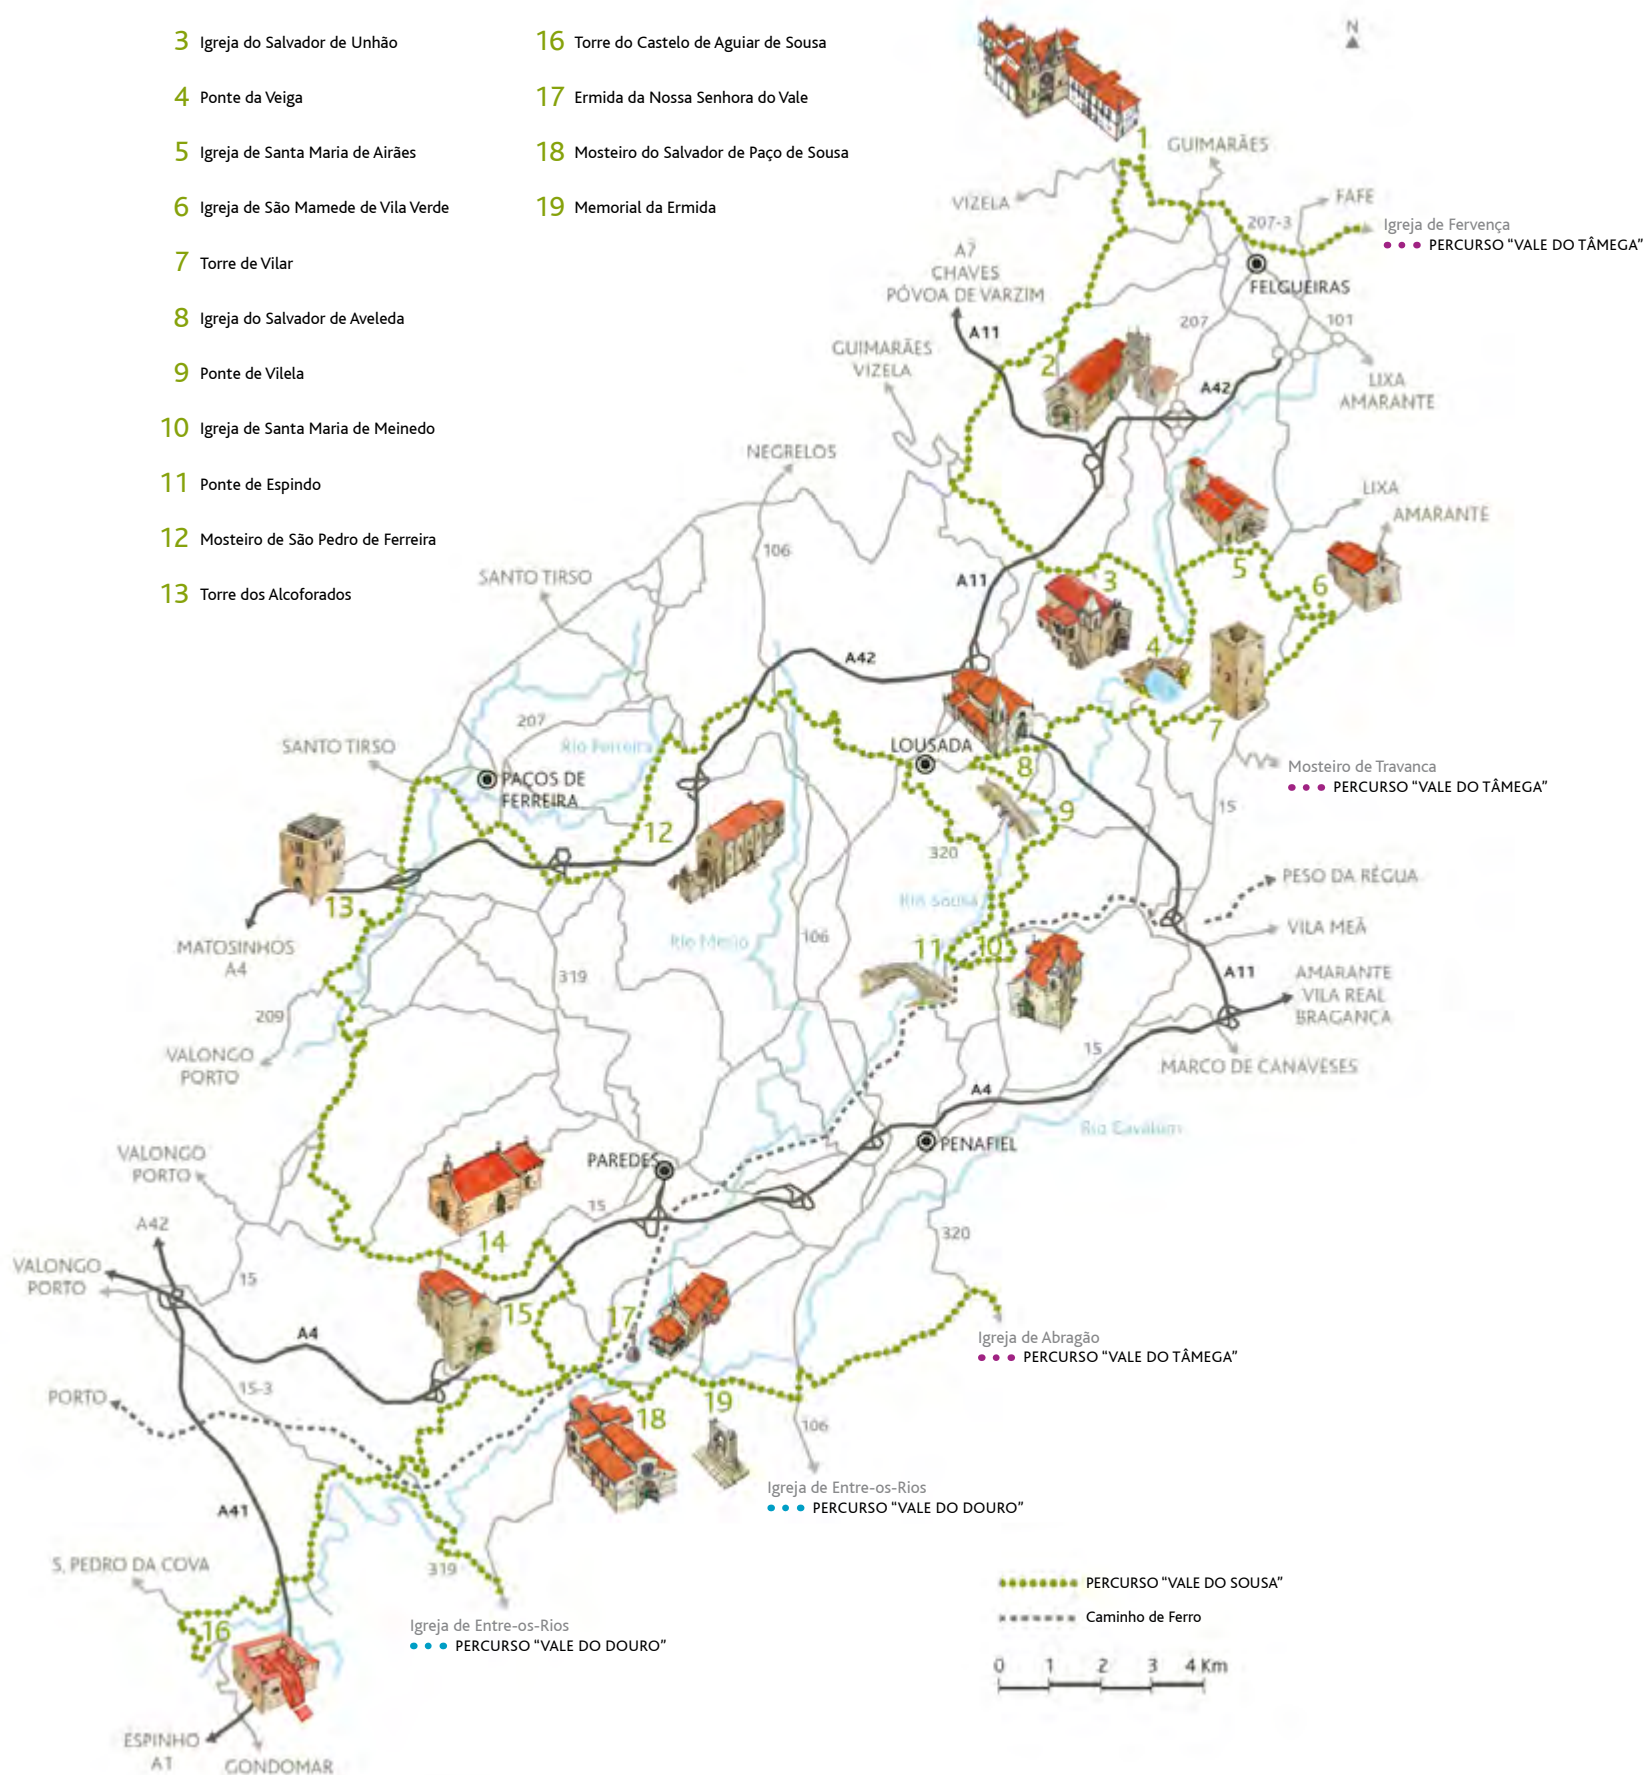 3 Igreja do Salvador de Unhão
4 Ponte da Veiga
5 Igreja de Santa Maria de Airães
6 Igreja de São Mamede de Vila Verde
7 Torre de Vilar
8 Igreja do Salvador de Aveleda
9 Ponte de Vilela
10 Igreja de Santa Maria de Meinedo
11 Ponte de Espindo
12 Mosteiro de São Pedro de Ferreira
13 Torre dos Alcoforados
16 Torre do Castelo de Aguiar de Sousa
17 Ermida da Nossa Senhora do Vale
18 Mosteiro do Salvador de Paço de Sousa
19 Memorial da Ermida
N
1
GUIMARÃES
VIZELA
FAFE
207-3
Igreja de Fervença
PERCURSO “VALE DO TÂMEGA”
A7
CHAVES
PÓVOA DE VARZIM
FELGUEIRAS
A11
207
101
GUIMARÃES
VIZELA
2
A42
LIXA
AMARANTE
NEGRELOS
LIXA
AMARANTE
106
SANTO TIRSO
A11
3
5
6
4
A42
7
207
Rio Ferreira
SANTO TIRSO
LOUSADA
8
Mosteiro de Travanca
PERCURSO “VALE DO TÂMEGA”
PAÇOS DE
FERREIRA
9
15
12
320
PESO DA RÉGUA
13
Rio Sousa
VILA MEÃ
MATOSINHOS
A4
Rio Mesio
106
11
10
319
A11
AMARANTE
VILA REAL
BRAGANÇA
209
VALONGO
PORTO
15
MARCO DE CANAVESES
A4
Rio Cavalum
PENAFIEL
VALONGO
PORTO
PAREDES
15
A42
14
320
VALONGO
PORTO
15
15
17
A4
Igreja de Abragão
PERCURSO “VALE DO TÂMEGA”
15-3
PORTO
18
19
106
Igreja de Entre-os-Rios
PERCURSO “VALE DO DOURO”
A41
S. PEDRO DA COVA
319
16
Igreja de Entre-os-Rios
PERCURSO “VALE DO DOURO”
PERCURSO “VALE DO SOUSA”
Caminho de Ferro
0 1 2 3 4 Km
ESPINHO
A1
GONDOMAR